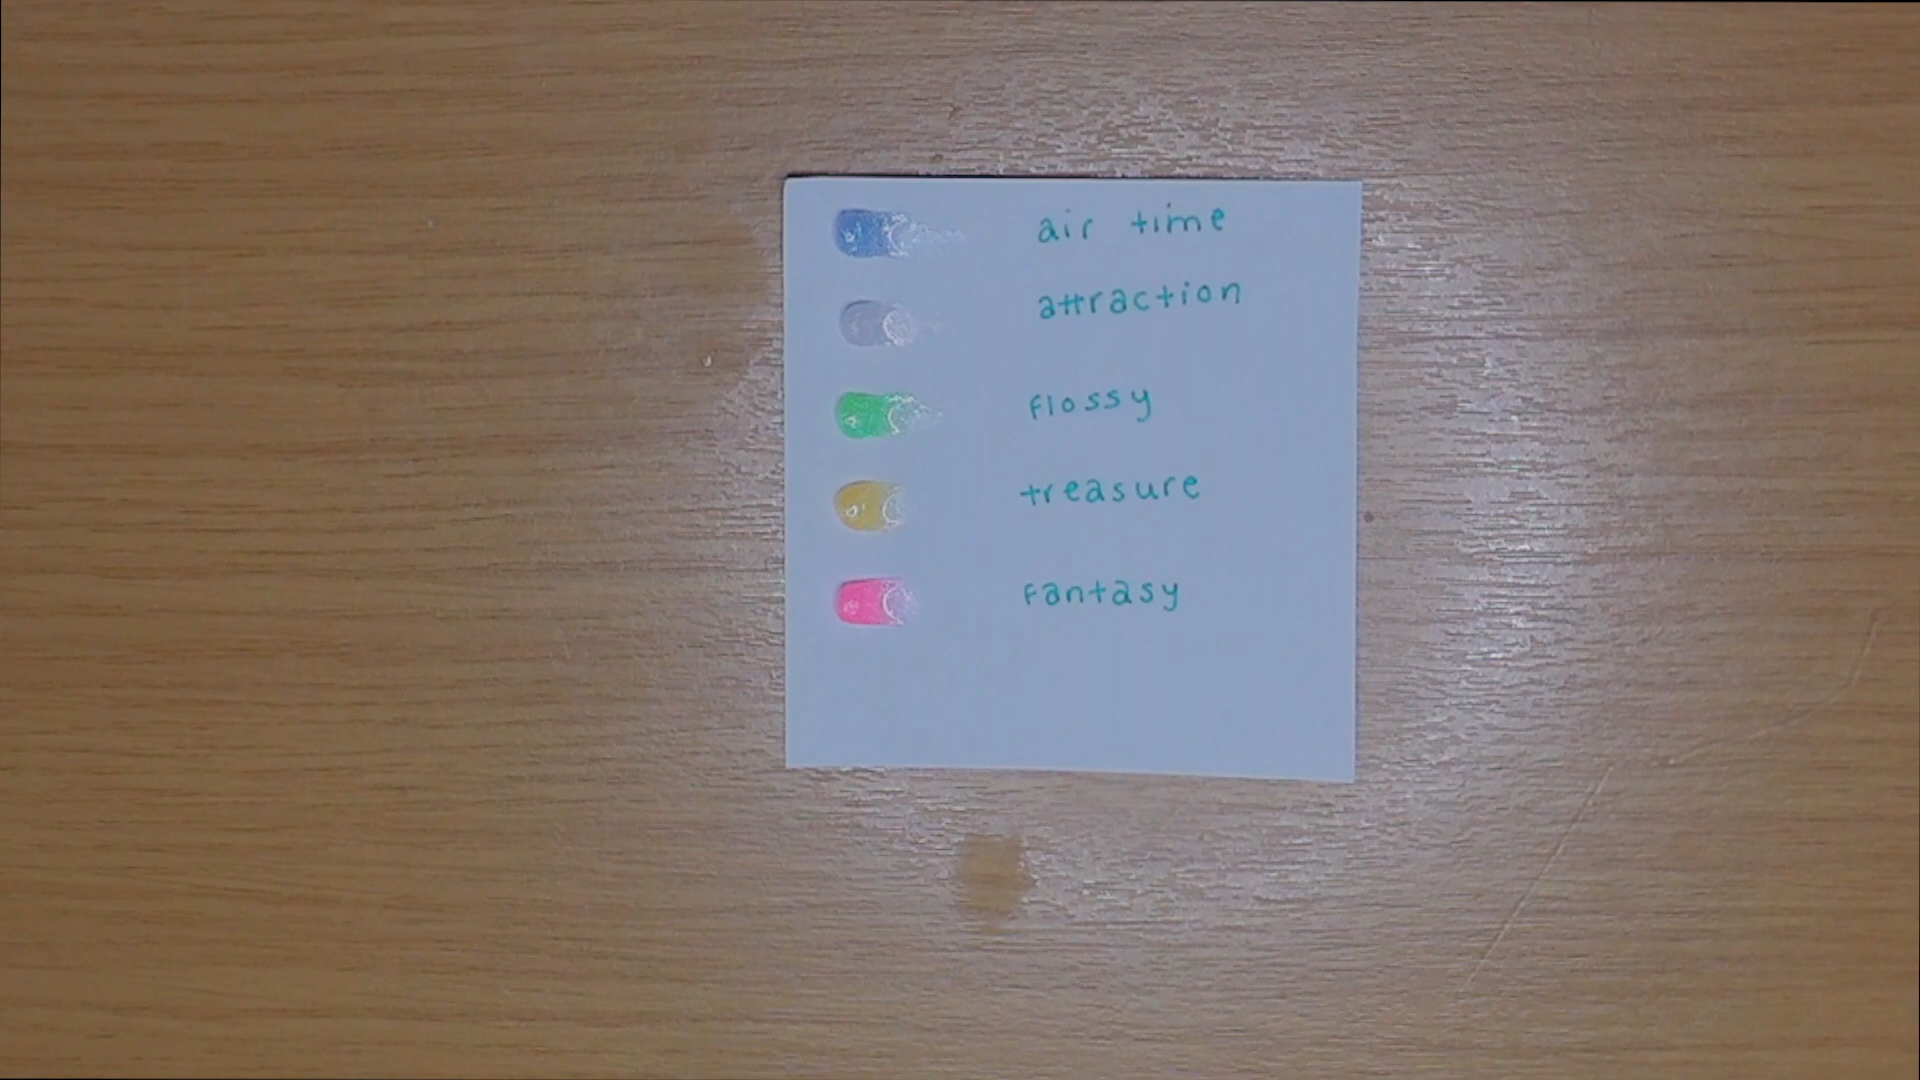 air time
attraction
flossy
treasure
fantasy